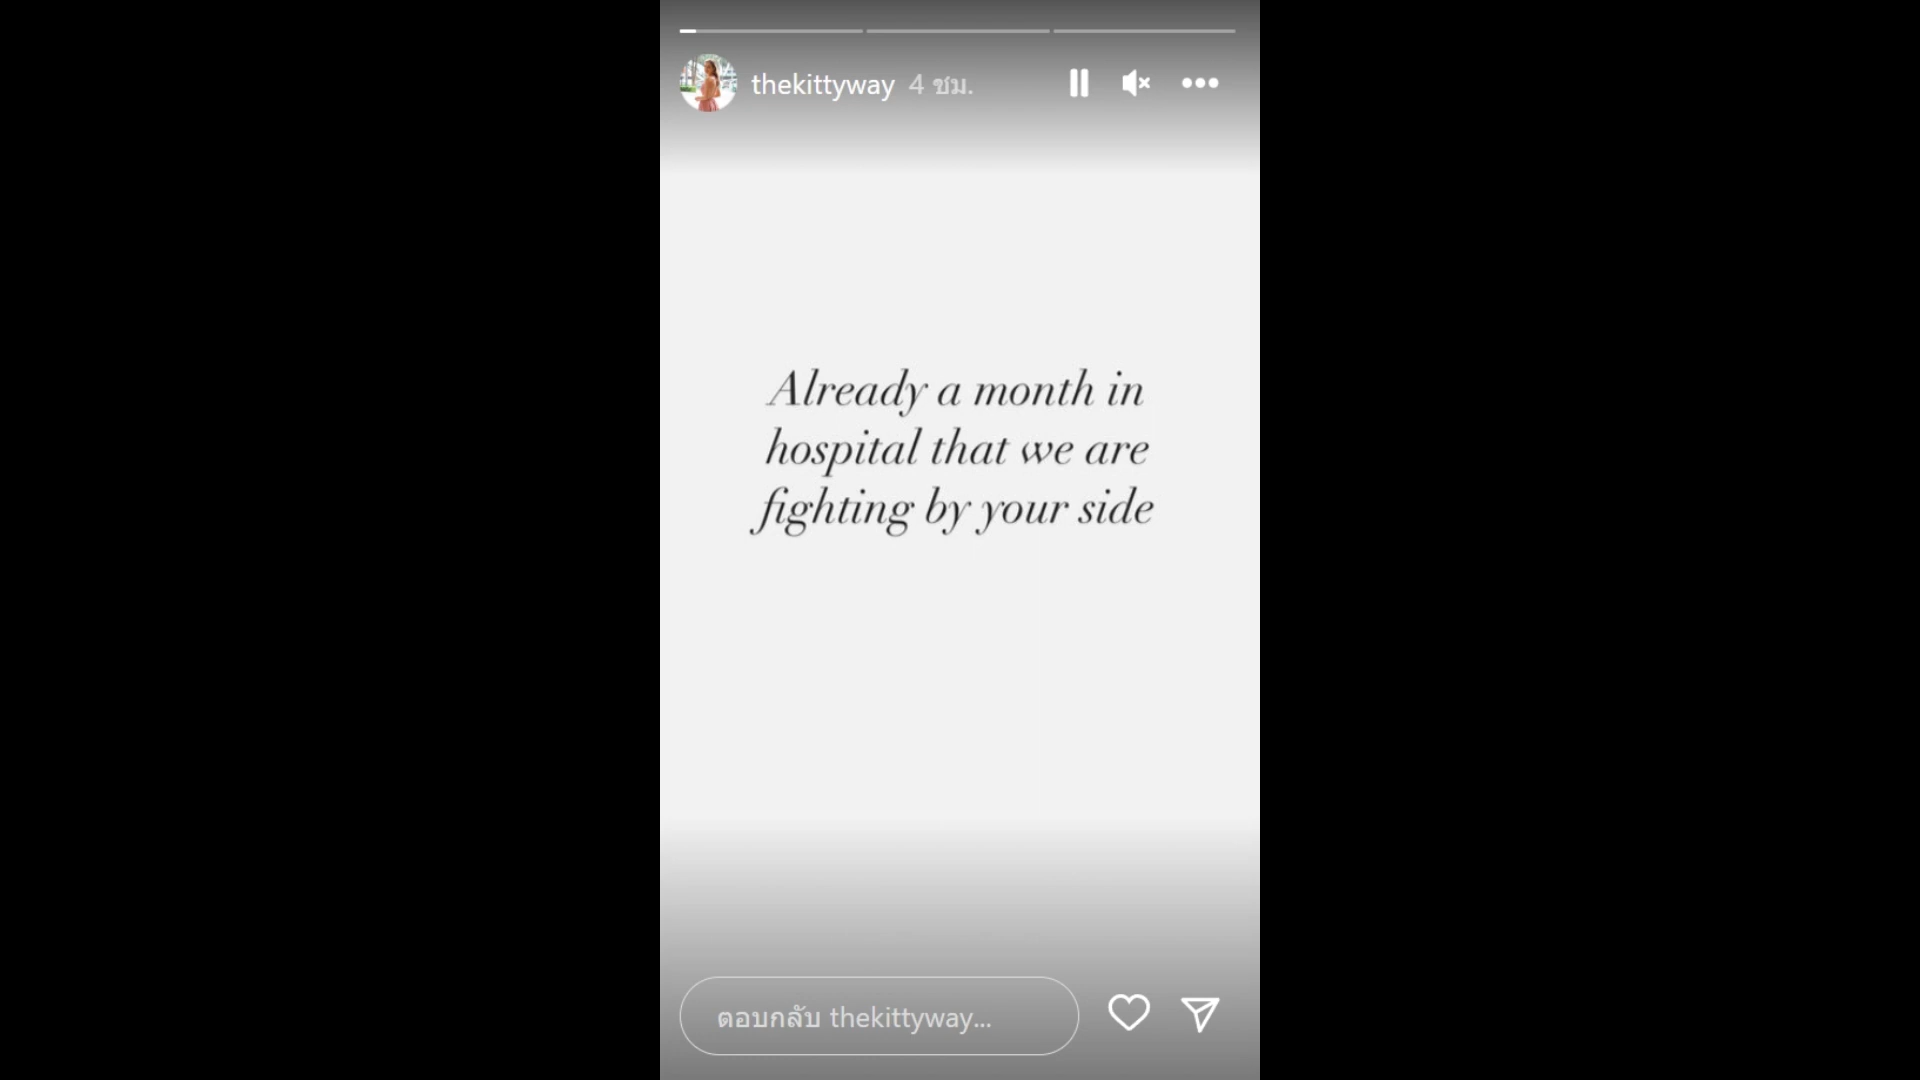 thekittyway 4 ชม.
Already a month in
hospital that we are
fighting by your side
ตอบกลับ thekittyway...